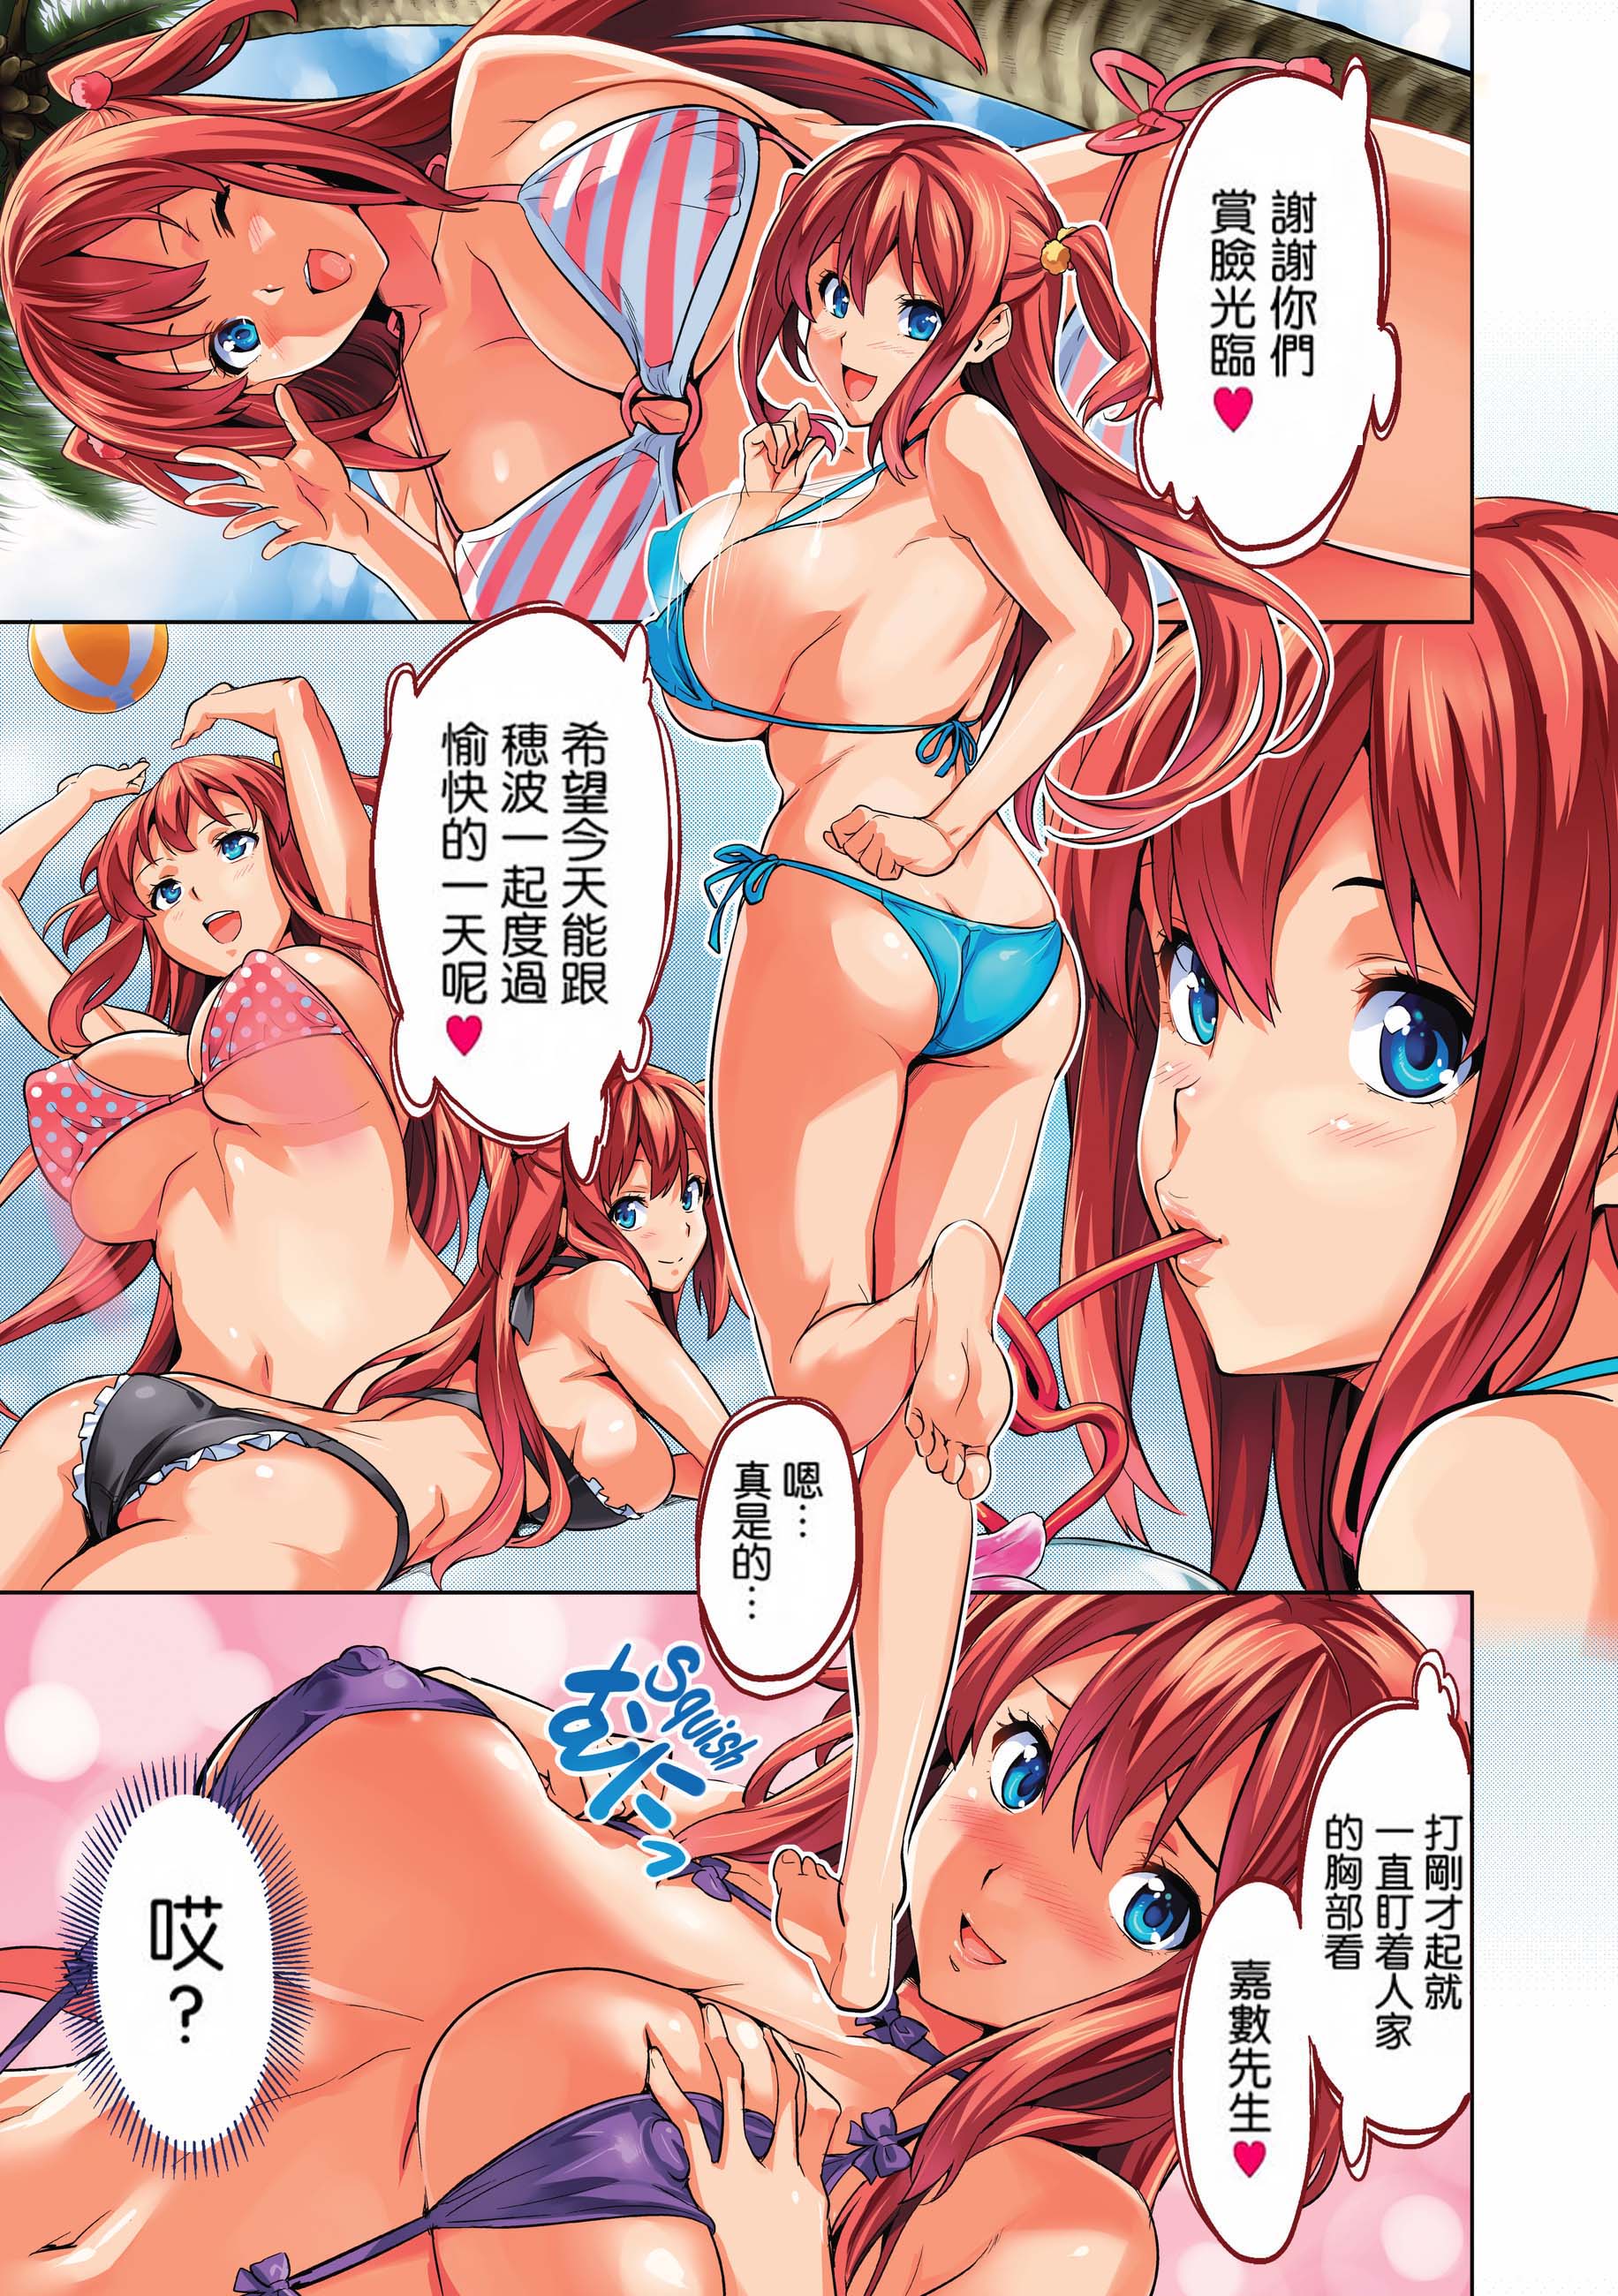 謝謝你們
賞臉光臨♥
希望今天能跟
穂波一起度過
愉快的一天呢♥
嗯…
真是的…
打剛才起就
一直盯着人家
的胸部看
嘉數先生♥
Squish
むにっ
哎?